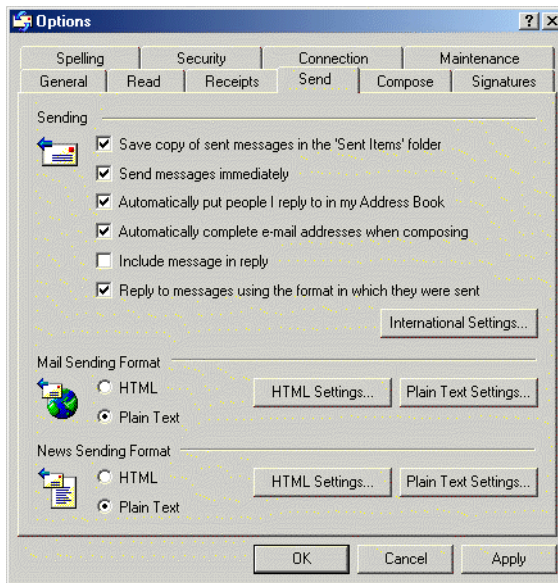 Options
Spelling Security Connection Maintenance
General Read Receipts Send Compose Signatures
Sending
Save copy of sent messages in the 'Sent Items' folder
Send messages immediately
Automatically put people I reply to in my Address Book
Automatically complete e-mail addresses when composing
Include message in reply
Reply to messages using the format in which they were sent
International Settings...
Mail Sending Format
HTML HTML Settings... Plain Text Settings...
Plain Text
News Sending Format
HTML HTML Settings... Plain Text Settings...
Plain Text
OK Cancel Apply